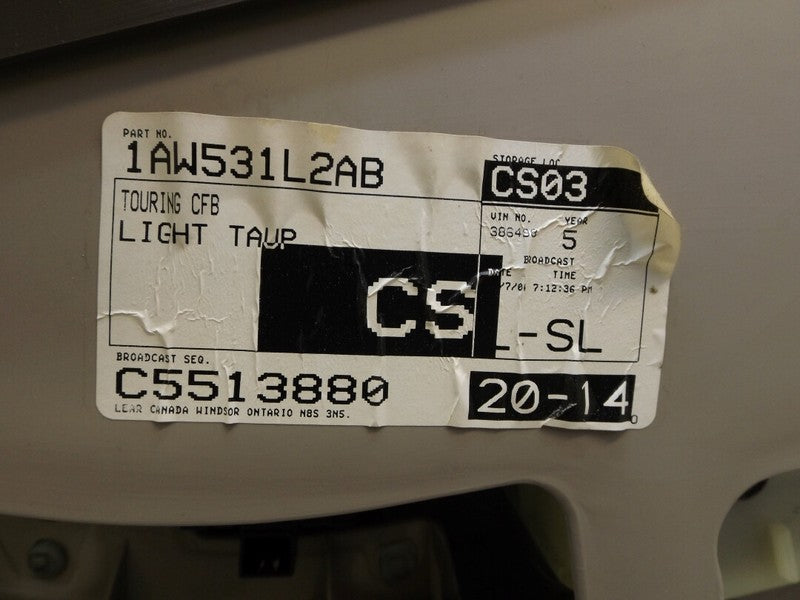 PART NO.
1AW531L2AB
STORAGE LOC
CS03
TOURING CFB
LIGHT TAUP
VIN NO. YEAR
5
BROADCAST
DATE TIME
7:12:36 PM
CS
-SL
BROADCAST SEQ.
C5513880
20-14
LEAR CANADA WINDSOR ONTARIO N8S 3N5.